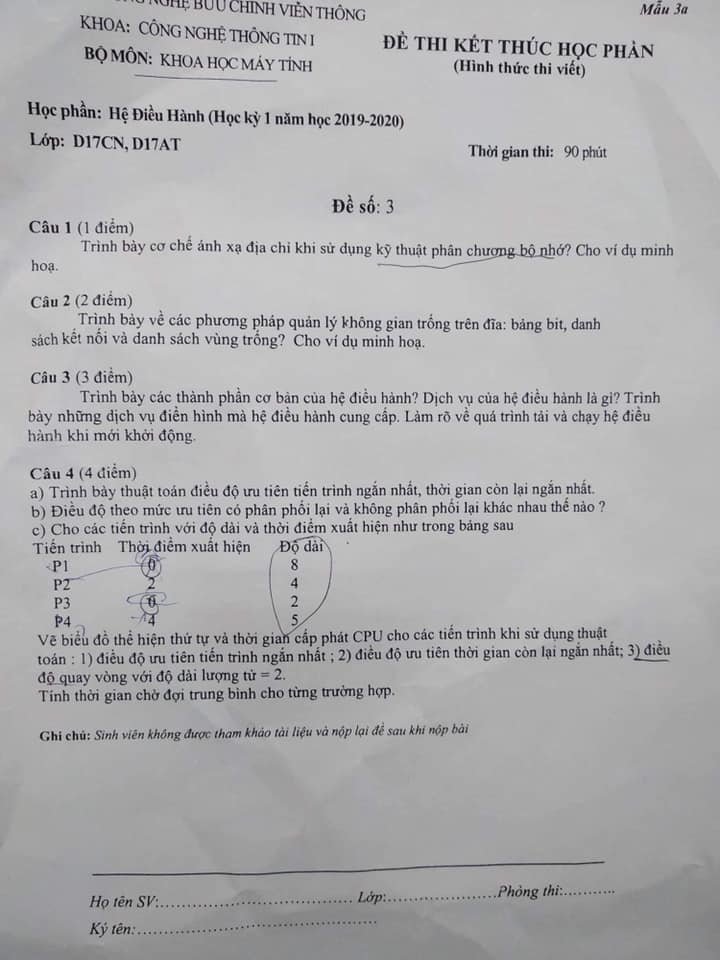 NGHỆ BƯU CHÍNH VIỄN THÔNG
Mẫu 3a
KHOA: CÔNG NGHỆ THÔNG TIN I
BỘ MÔN: KHOA HỌC MÁY TÍNH
ĐỀ THI KẾT THÚC HỌC PHẦN
(Hình thức thi viết)
Học phần: Hệ Điều Hành (Học kỳ 1 năm học 2019-2020)
Lớp: D17CN, D17AT
Thời gian thi: 90 phút
Đề số: 3
Câu 1 (1 điểm)
Trình bày cơ chế ánh xạ địa chỉ khi sử dụng kỹ thuật phân chương bộ nhớ? Cho ví dụ minh
hoạ.
Câu 2 (2 điểm)
Trình bày về các phương pháp quản lý không gian trống trên đĩa: bảng bit, danh
sách kết nối và danh sách vùng trống? Cho ví dụ minh hoạ.
Câu 3 (3 điểm)
Trình bày các thành phần cơ bản của hệ điều hành? Dịch vụ của hệ điều hành là gì? Trình
bày những dịch vụ điển hình mà hệ điều hành cung cấp. Làm rõ về quá trình tải và chạy hệ điều
hành khi mới khởi động.
Câu 4 (4 điểm)
a) Trình bày thuật toán điều độ ưu tiên tiến trình ngắn nhất, thời gian còn lại ngắn nhất.
b) Điều độ theo mức ưu tiên có phân phối lại và không phân phối lại khác nhau thế nào ?
c) Cho các tiến trình với độ dài và thời điểm xuất hiện như trong bảng sau
Tiến trình Thời điểm xuất hiện Độ dài
P1 0 8
P2 2 4
P3 0 2
P4 4 5
Vẽ biểu đồ thể hiện thứ tự và thời gian cấp phát CPU cho các tiến trình khi sử dụng thuật
toán : 1) điều độ ưu tiên tiến trình ngắn nhất ; 2) điều độ ưu tiên thời gian còn lại ngắn nhất; 3) điều
độ quay vòng với độ dài lượng tử = 2.
Tính thời gian chờ đợi trung bình cho từng trường hợp.
Ghi chú: Sinh viên không được tham khảo tài liệu và nộp lại đề sau khi nộp bài
Họ tên SV:................................... Lớp:....................Phòng thi:...........
Ký tên:............................................